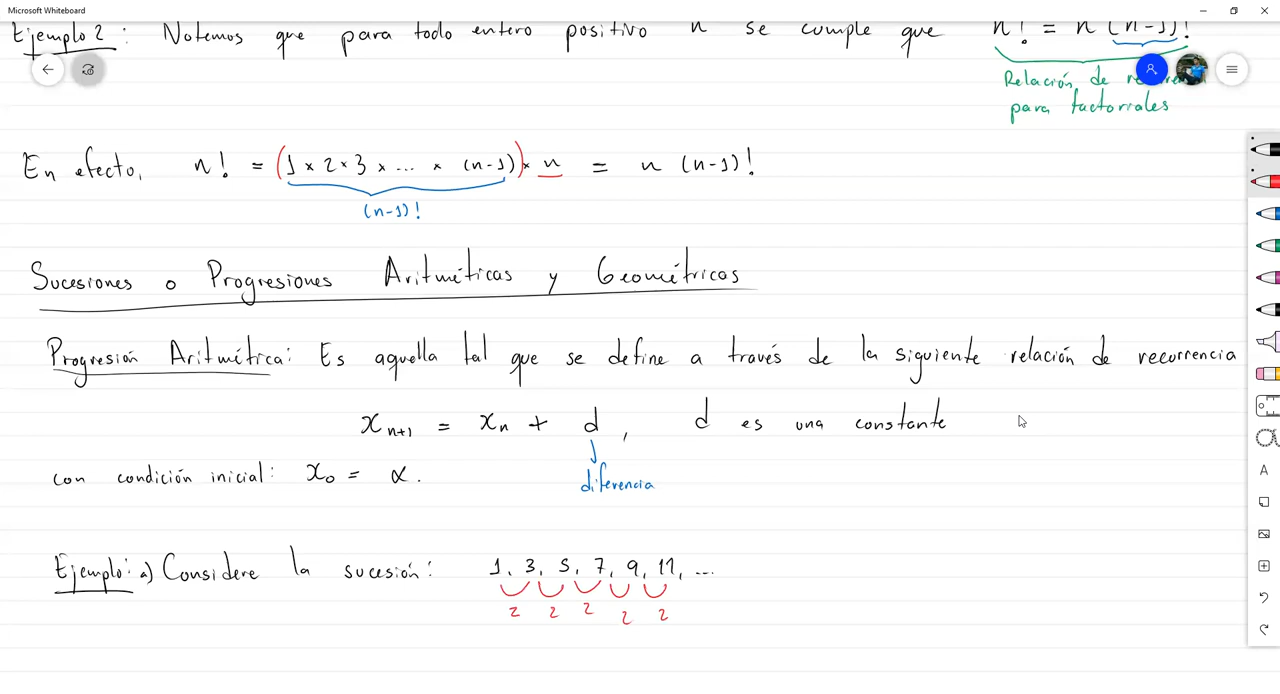 Microsoft Whiteboard
Ejemplo 2 : Notemos que para todo entero positivo n se cumple que n! = n (n-1)!
Relación de
para factoriales
En efecto, n! = (1 × 2 × 3 × ... × (n-1)) × n = n (n-1)!
(n-1)!
Sucesiones o Progresiones Aritméticas y Geométricas
Progresión Aritmética: Es aquella tal que se define a través de la siguiente relación de recurrencia
x_{n+1} = x_n + d , d es una constante
diferencia
con condición inicial: x_0 = α.
Ejemplo: a) Considere la sucesión: 1, 3, 5, 7, 9, 11, ...
2 2 2 2 2
A